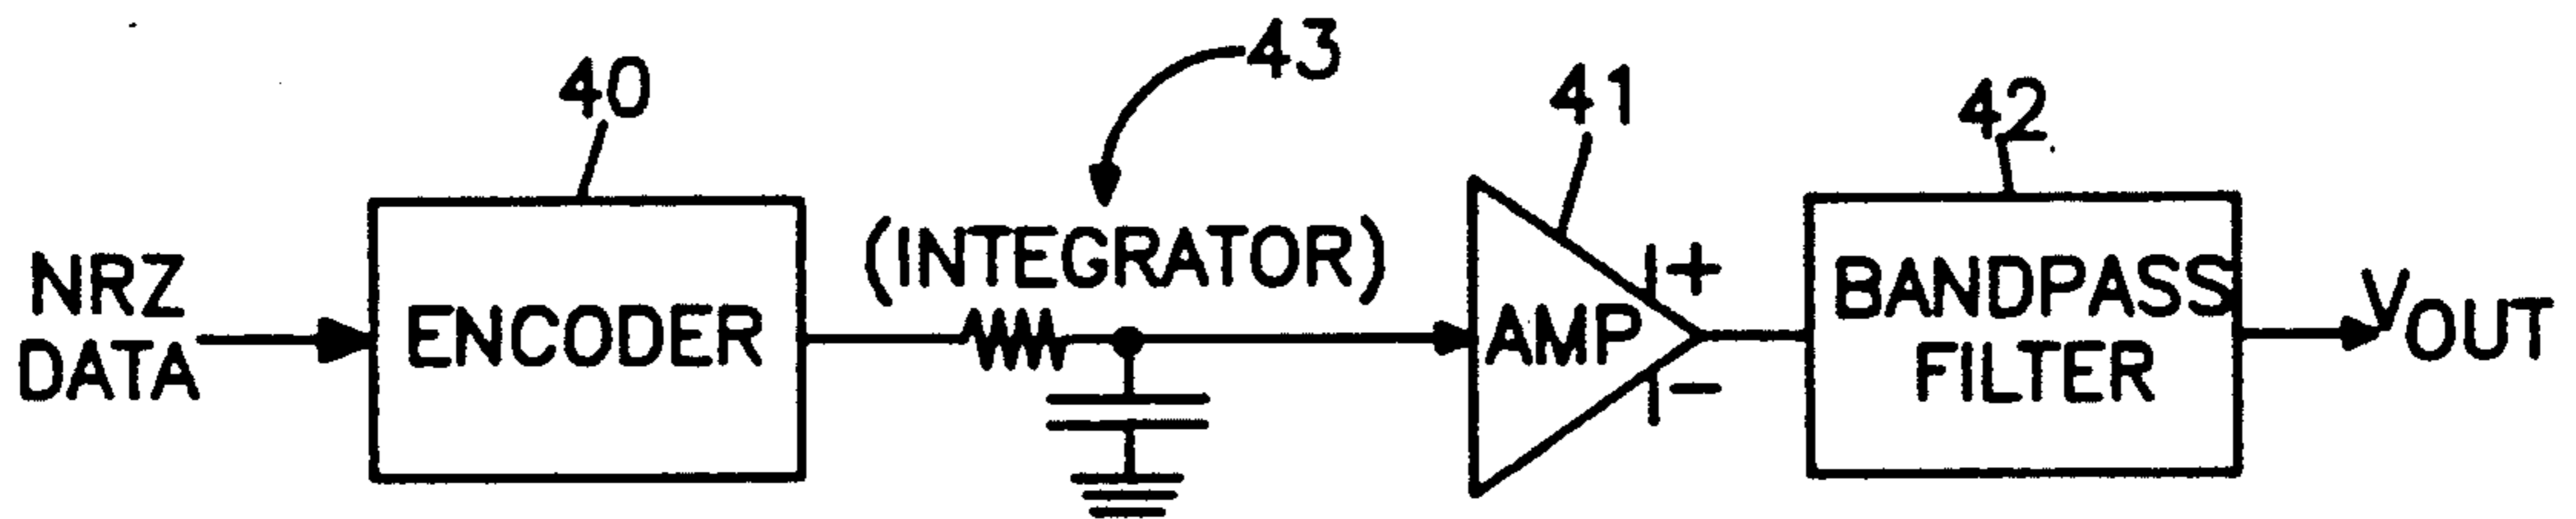 43
40
41
42
(INTEGRATOR)
NRZ
DATA
ENCODER
AMP
+
−
BANDPASS
FILTER
VOUT